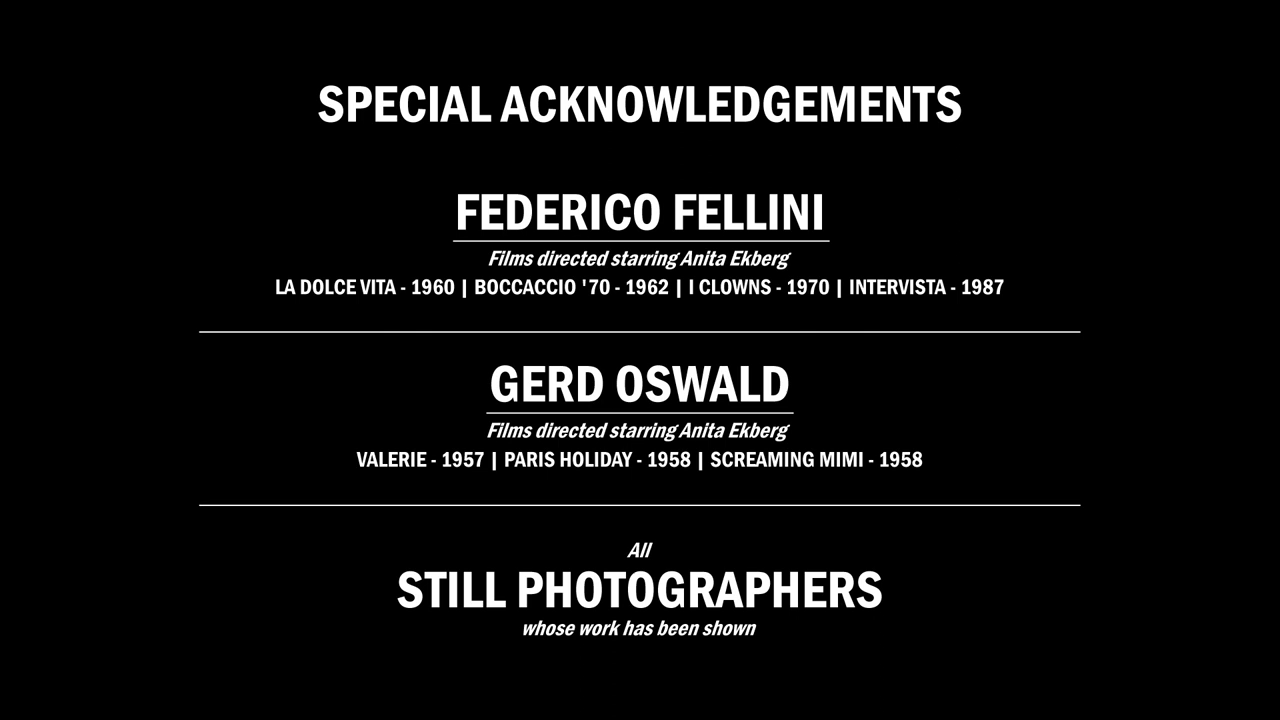 SPECIAL ACKNOWLEDGEMENTS
FEDERICO FELLINI
Films directed starring Anita Ekberg
LA DOLCE VITA - 1960 | BOCCACCIO '70 - 1962 | I CLOWNS - 1970 | INTERVISTA - 1987
GERD OSWALD
Films directed starring Anita Ekberg
VALERIE - 1957 | PARIS HOLIDAY - 1958 | SCREAMING MIMI - 1958
All
STILL PHOTOGRAPHERS
whose work has been shown